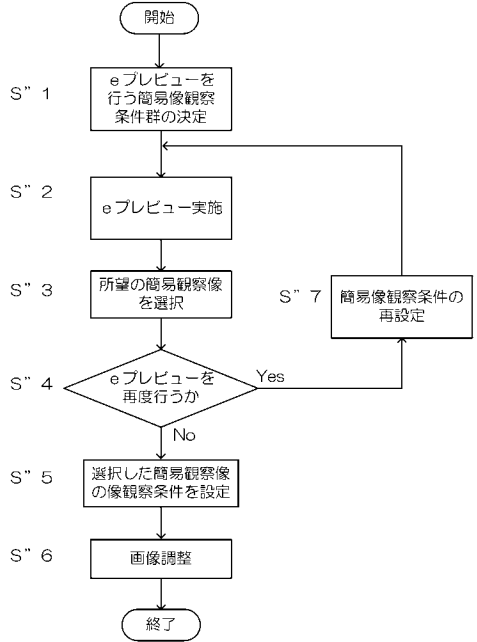 開始
S”1
eプレビューを
行う簡易像観察
条件群の決定
S”2
eプレビュー実施
S”3
所望の簡易観察像
を選択
S”7
簡易像観察条件の
再設定
S”4
eプレビューを
再度行うか
Yes
No
S”5
選択した簡易観察像
の像観察条件を設定
S”6
画像調整
終了